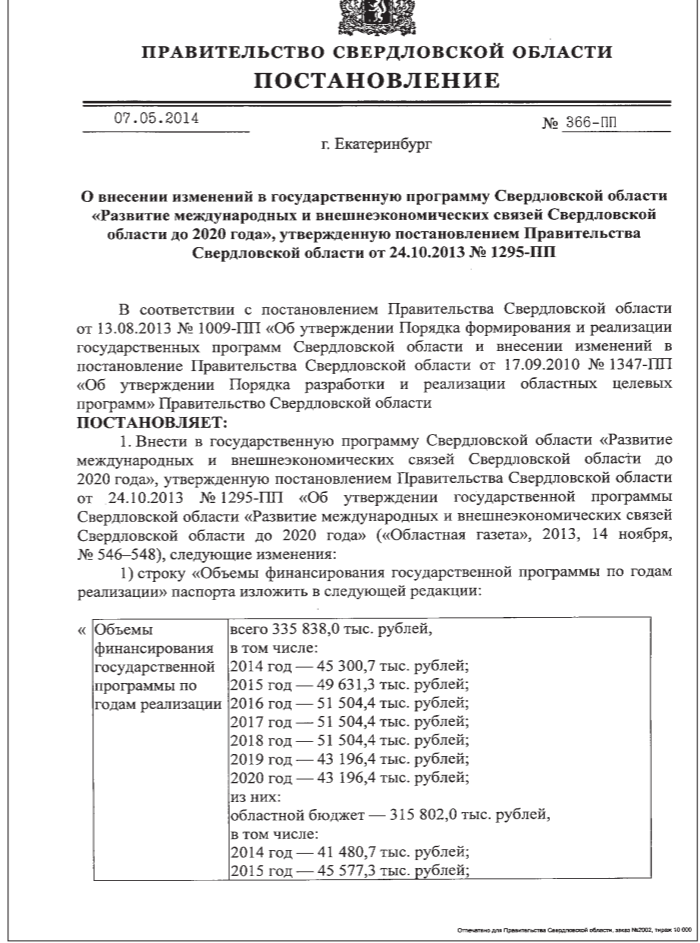 ПРАВИТЕЛЬСТВО СВЕРДЛОВСКОЙ ОБЛАСТИ
ПОСТАНОВЛЕНИЕ
07.05.2014
№ 366-ПП
г. Екатеринбург
О внесении изменений в государственную программу Свердловской области
«Развитие международных и внешнеэкономических связей Свердловской
области до 2020 года», утвержденную постановлением Правительства
Свердловской области от 24.10.2013 № 1295-ПП
В соответствии с постановлением Правительства Свердловской области
от 13.08.2013 № 1009-ПП «Об утверждении Порядка формирования и реализации
государственных программ Свердловской области и внесении изменений в
постановление Правительства Свердловской области от 17.09.2010 № 1347-ПП
«Об утверждении Порядка разработки и реализации областных целевых
программ» Правительство Свердловской области
ПОСТАНОВЛЯЕТ:
1. Внести в государственную программу Свердловской области «Развитие
международных и внешнеэкономических связей Свердловской области до
2020 года», утвержденную постановлением Правительства Свердловской области
от 24.10.2013 № 1295-ПП «Об утверждении государственной программы
Свердловской области «Развитие международных и внешнеэкономических связей
Свердловской области до 2020 года» («Областная газета», 2013, 14 ноября,
№ 546–548), следующие изменения:
1) строку «Объемы финансирования государственной программы по годам
реализации» паспорта изложить в следующей редакции:
« Объемы
финансирования
государственной
программы по
годам реализации
всего 335 838,0 тыс. рублей,
в том числе:
2014 год — 45 300,7 тыс. рублей;
2015 год — 49 631,3 тыс. рублей;
2016 год — 51 504,4 тыс. рублей;
2017 год — 51 504,4 тыс. рублей;
2018 год — 51 504,4 тыс. рублей;
2019 год — 43 196,4 тыс. рублей;
2020 год — 43 196,4 тыс. рублей;
из них:
областной бюджет — 315 802,0 тыс. рублей,
в том числе:
2014 год — 41 480,7 тыс. рублей;
2015 год — 45 577,3 тыс. рублей;
Отпечатано для Правительства Свердловской области, заказ №2002, тираж 10 000